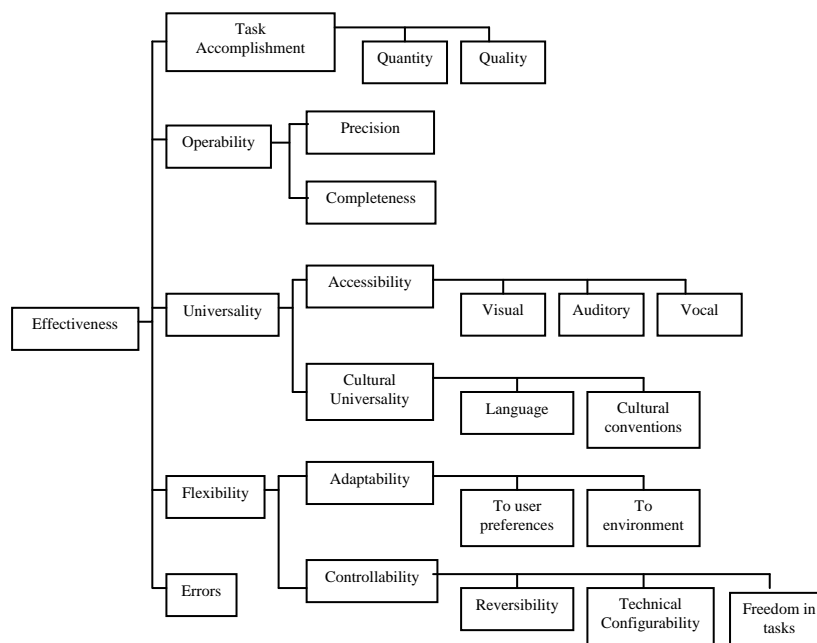 Task
Accomplishment
Quantity
Quality
Operability
Precision
Completeness
Effectiveness
Universality
Accessibility
Visual
Auditory
Vocal
Cultural
Universality
Language
Cultural
conventions
Flexibility
Adaptability
To user
preferences
To
environment
Errors
Controllability
Reversibility
Technical
Configurability
Freedom in
tasks